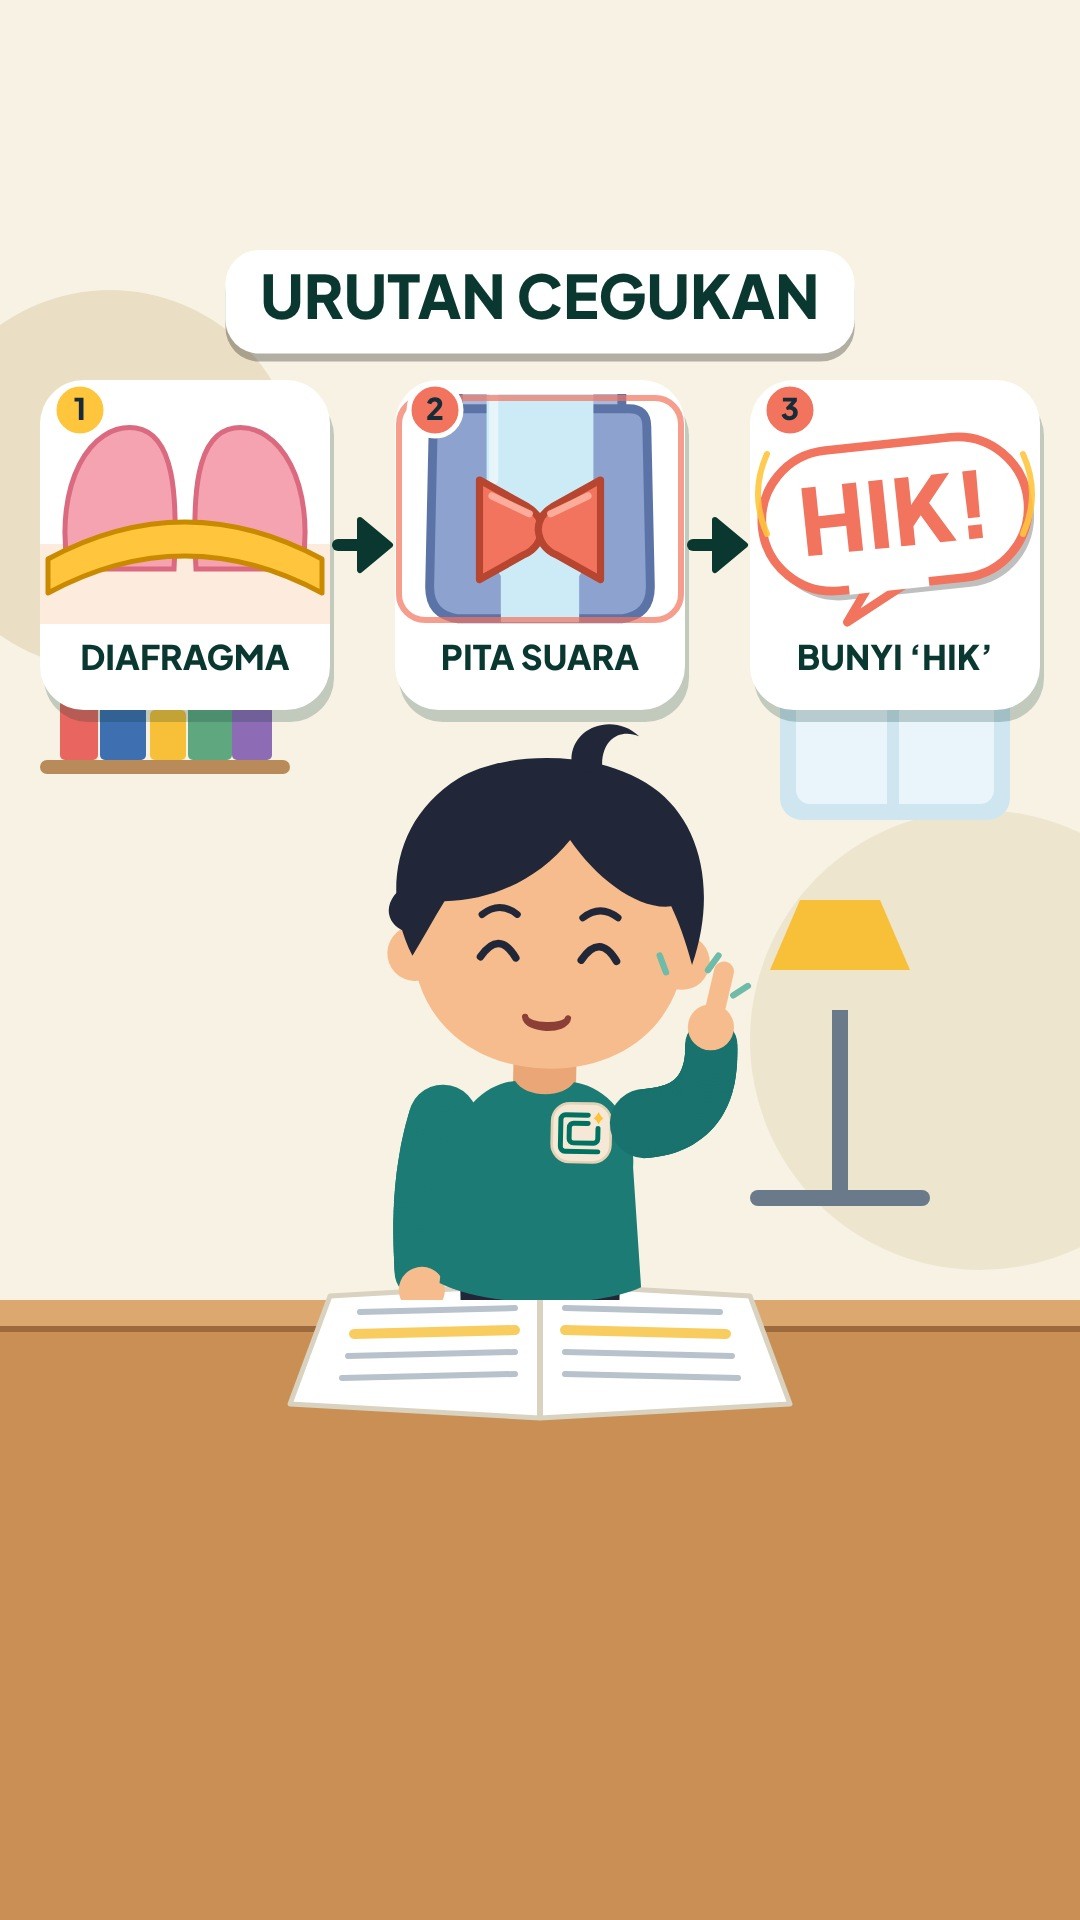 URUTAN CEGUKAN
1
2
3
HIK!
DIAFRAGMA
PITA SUARA
BUNYI ‘HIK’